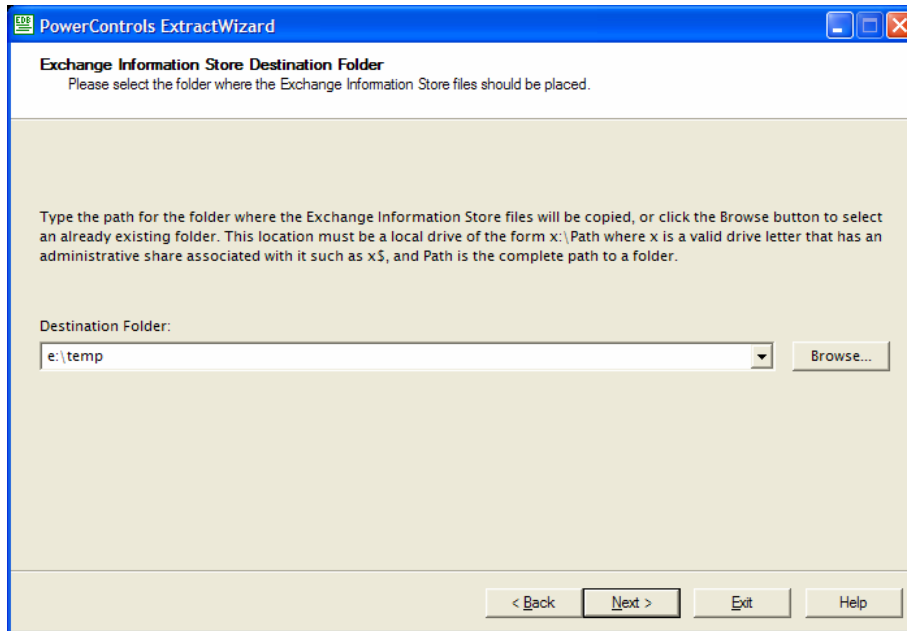 EDB
PowerControls ExtractWizard
Exchange Information Store Destination Folder
Please select the folder where the Exchange Information Store files should be placed.
Type the path for the folder where the Exchange Information Store files will be copied, or click the Browse button to select
an already existing folder. This location must be a local drive of the form x:\Path where x is a valid drive letter that has an
administrative share associated with it such as x$, and Path is the complete path to a folder.
Destination Folder:
e:\temp
Browse...
< Back
Next >
Exit
Help